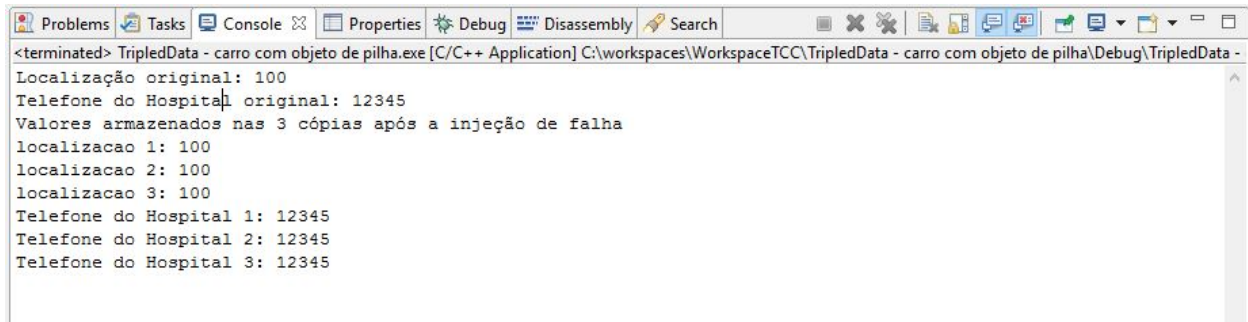 Problems Tasks Console Properties Debug Disassembly Search
<terminated> TripledData - carro com objeto de pilha.exe [C/C++ Application] C:\workspaces\WorkspaceTCC\TripledData - carro com objeto de pilha\Debug\TripledData -
Localização original: 100
Telefone do Hospital original: 12345
Valores armazenados nas 3 cópias após a injeção de falha
localizacao 1: 100
localizacao 2: 100
localizacao 3: 100
Telefone do Hospital 1: 12345
Telefone do Hospital 2: 12345
Telefone do Hospital 3: 12345